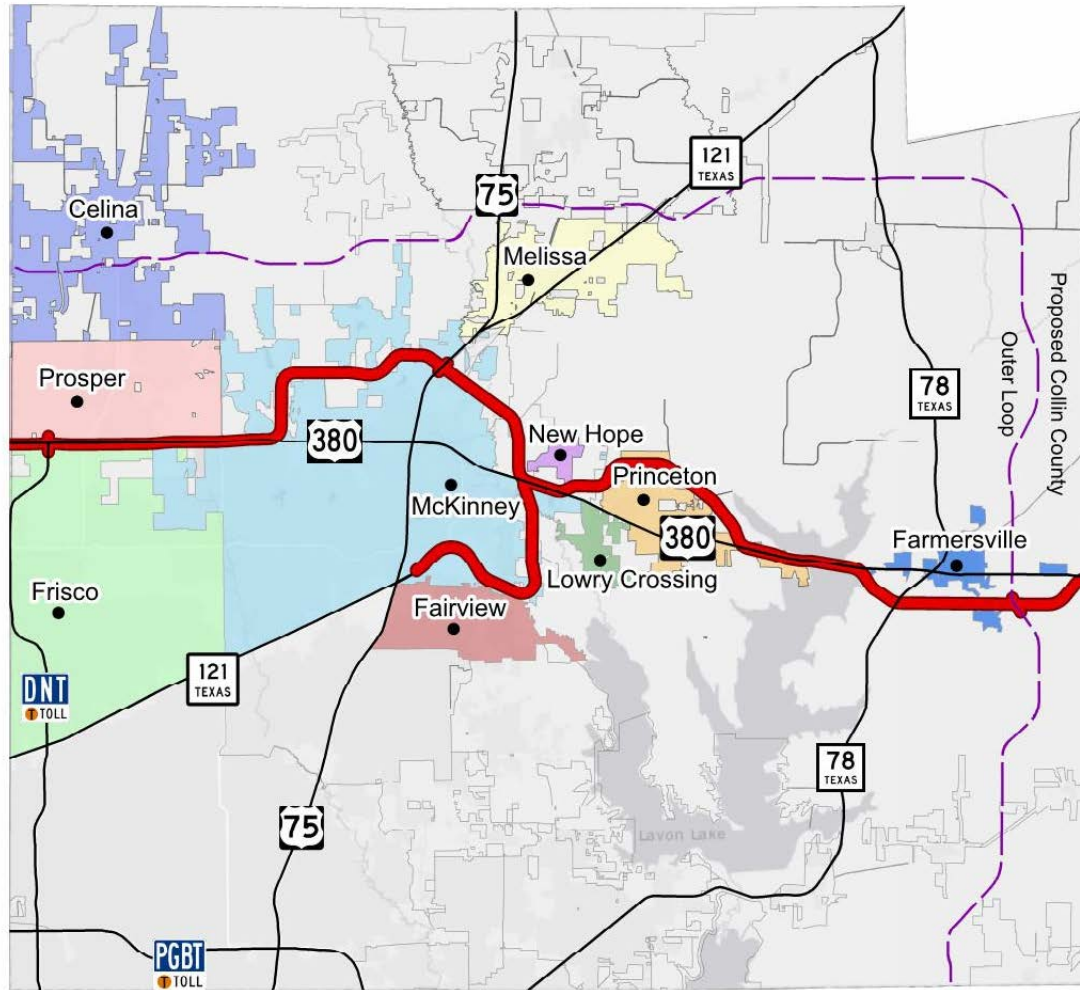 121
TEXAS
75
Celina
Melissa
Proposed Collin County
Outer Loop
Prosper
78
TEXAS
New Hope
380
Princeton
McKinney
380
Farmersville
Lowry Crossing
Frisco
Fairview
121
TEXAS
DNT
T TOLL
78
TEXAS
75
Lavon Lake
PGBT
T TOLL